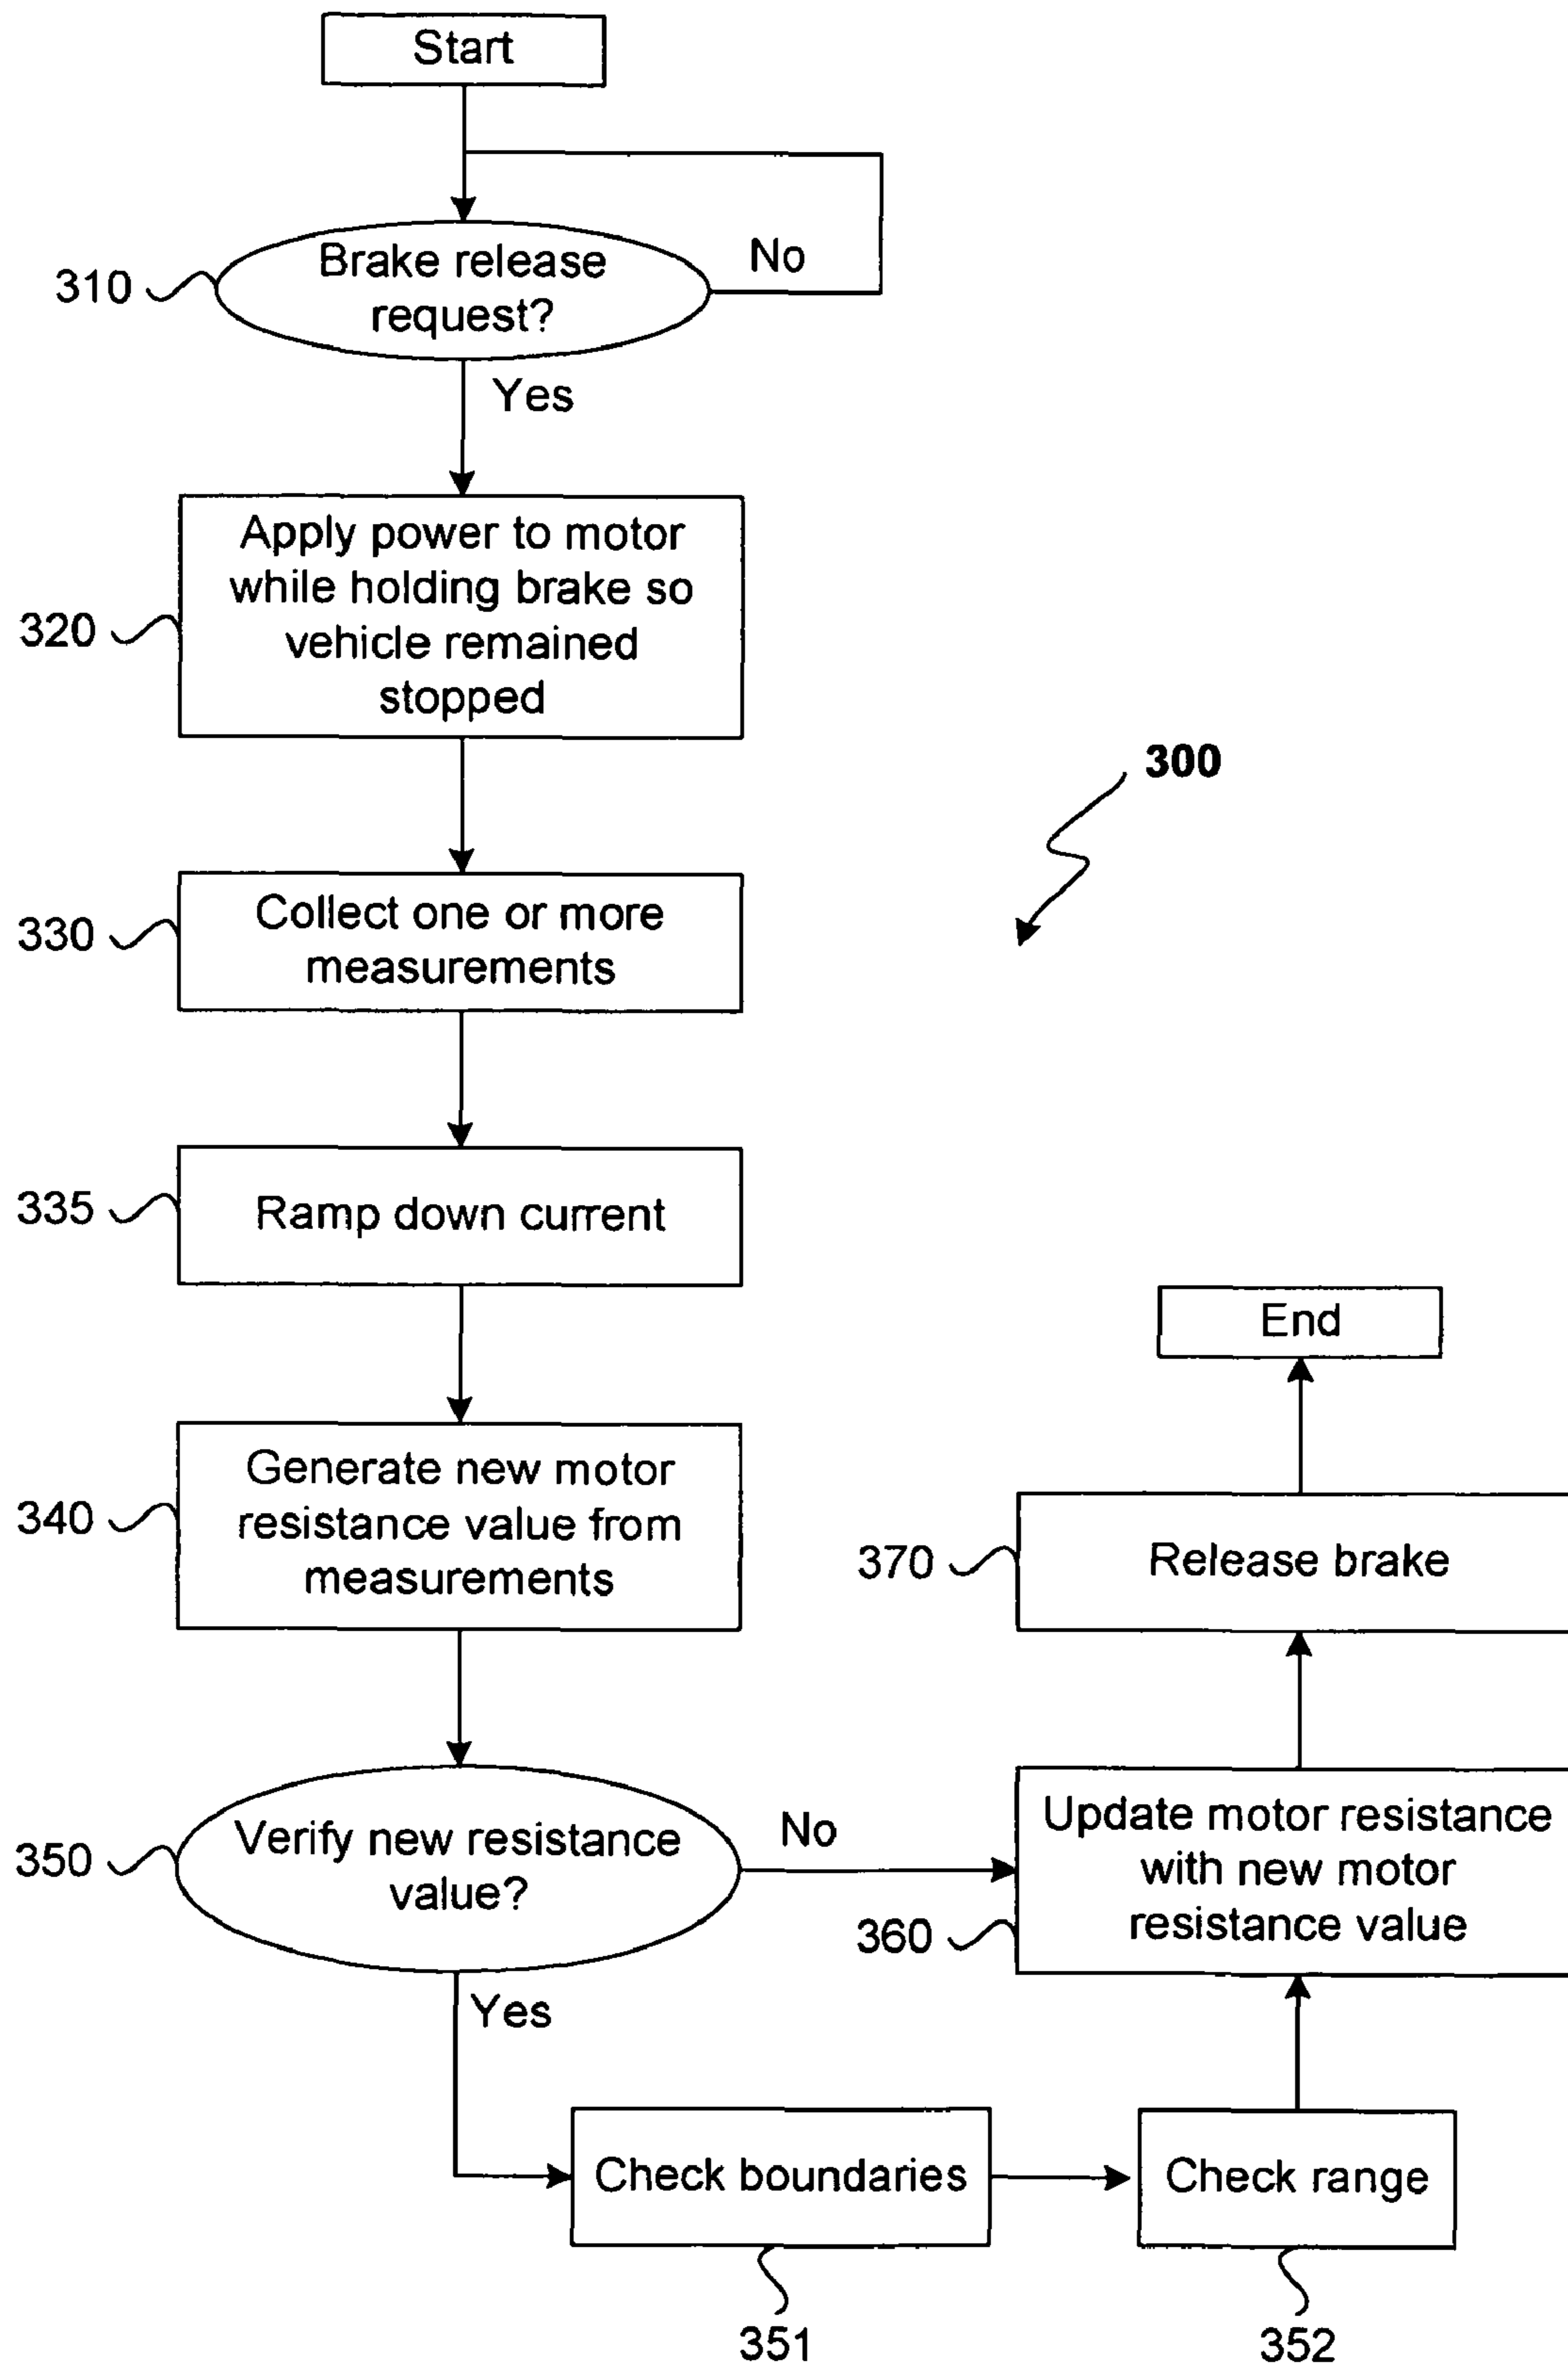 Start
Brake release
request?
No
310
Yes
Apply power to motor
while holding brake so
vehicle remained
stopped
320
300
Collect one or more
measurements
330
Ramp down current
335
End
Generate new motor
resistance value from
measurements
340
Release brake
370
Verify new resistance
value?
350
No
Update motor resistance
with new motor
resistance value
360
Yes
Check boundaries
Check range
351
352